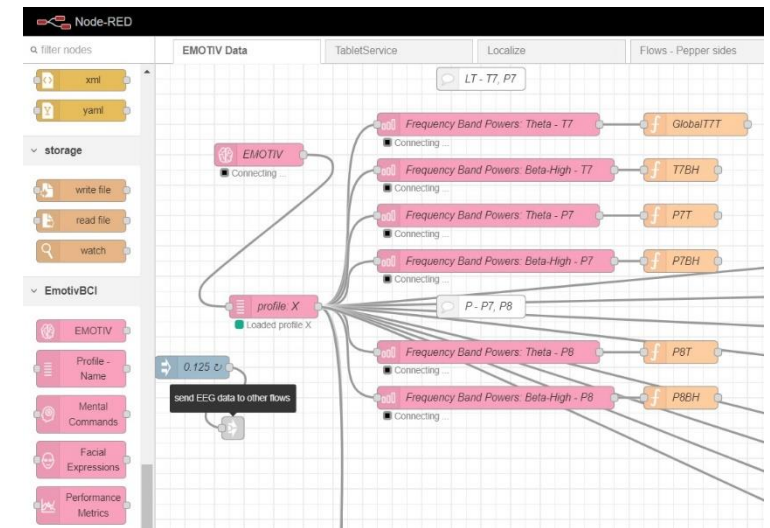 Node-RED
filter nodes
EMOTIV Data
TabletService
Localize
Flows - Pepper sides
xml
yaml
storage
write file
read file
watch
EmotivBCI
EMOTIV
Profile -
Name
Mental
Commands
Facial
Expressions
Performance
Metrics
LT - T7, P7
EMOTIV
Connecting ...
Frequency Band Powers: Theta - T7
Connecting ...
GlobalT7T
Frequency Band Powers: Beta-High - T7
Connecting ...
T7BH
Frequency Band Powers: Theta - P7
Connecting ...
P7T
Frequency Band Powers: Beta-High - P7
Connecting ...
P7BH
profile: X
Loaded profile X
P - P7, P8
0.125 ↻
send EEG data to other flows
Frequency Band Powers: Theta - P8
Connecting ...
P8T
Frequency Band Powers: Beta-High - P8
Connecting ...
P8BH